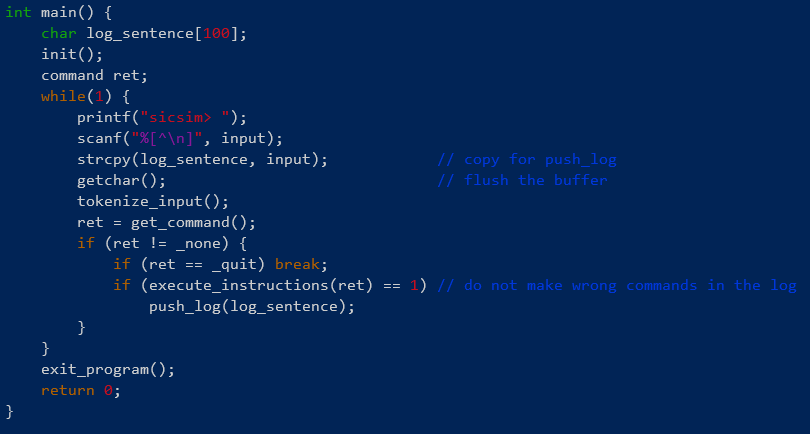 int main() {
    char log_sentence[100];
    init();
    command ret;
    while(1) {
        printf("sicsim> ");
        scanf("%[^\n]", input);
        strcpy(log_sentence, input);            // copy for push_log
        getchar();                              // flush the buffer
        tokenize_input();
        ret = get_command();
        if (ret != _none) {
            if (ret == _quit) break;
            if (execute_instructions(ret) == 1) // do not make wrong commands in the log
                push_log(log_sentence);
        }
    }
    exit_program();
    return 0;
}